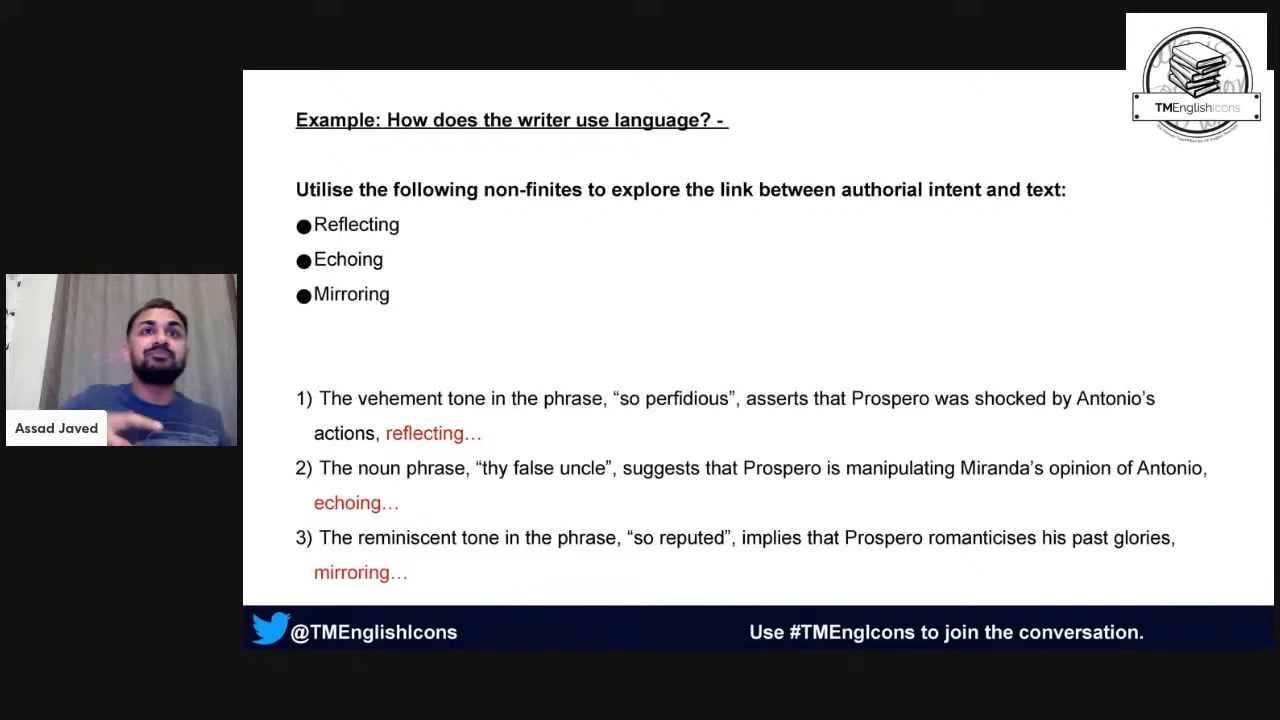 TMEnglishIcons
Example: How does the writer use language? -
Utilise the following non-finites to explore the link between authorial intent and text:
●Reflecting
●Echoing
●Mirroring
Assad Javed
1) The vehement tone in the phrase, “so perfidious”, asserts that Prospero was shocked by Antonio’s
actions, reflecting…
2) The noun phrase, “thy false uncle”, suggests that Prospero is manipulating Miranda’s opinion of Antonio,
echoing…
3) The reminiscent tone in the phrase, “so reputed”, implies that Prospero romanticises his past glories,
mirroring…
@TMEnglishIcons
Use #TMEngIcons to join the conversation.